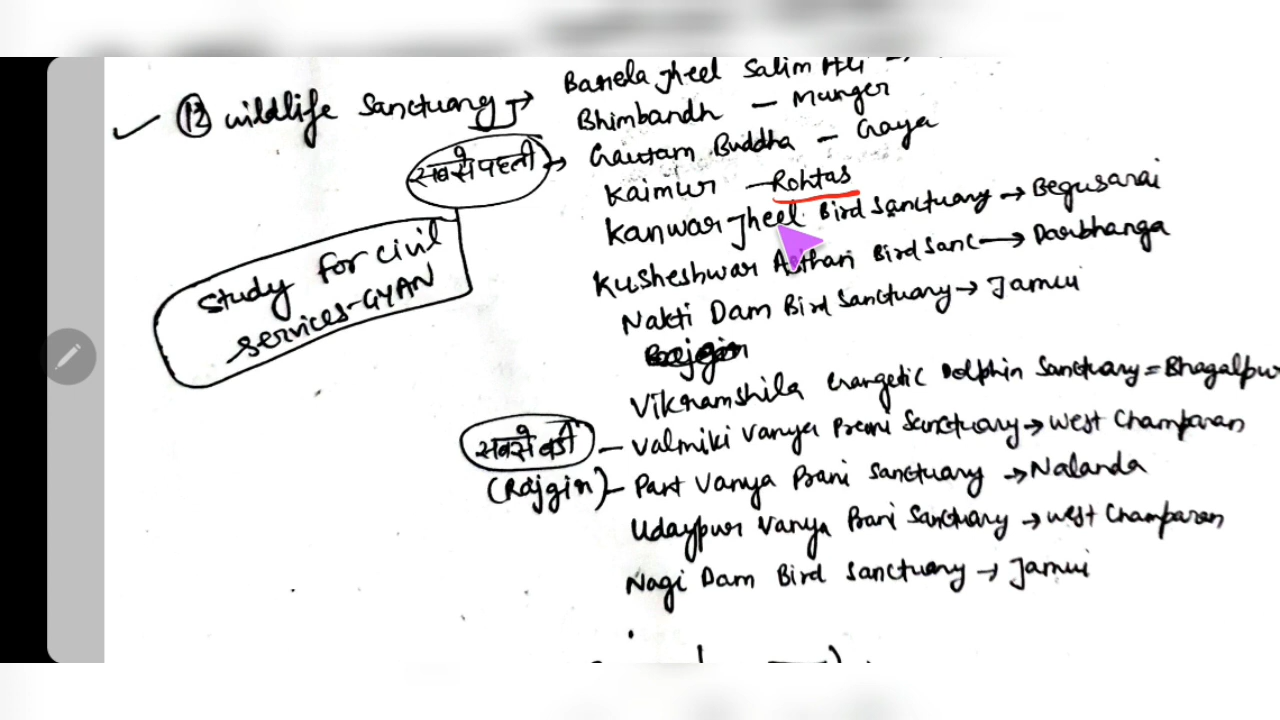 ✓ ⑫ wildlife Sanctuary → Barela Jheel Salim Ali
Bhimbandh – Munger
सबसे पहली → Gautam Buddha – Gaya
Kaimur – Rohtas
Kanwar Jheel Bird Sanctuary → Begusarai
Study For civil
services-GYAN
Kusheshwar Asthan Bird Sanc → Darbhanga
Nakti Dam Bird Sanctuary → Jamui
Vikramshila Gangetic Dolphin Sanctuary = Bhagalpur
सबसे बड़ी – Valmiki Vanya Prani Sanctuary → West Champaran
(Rajgir) – Pant Vanya Prani Sanctuary → Nalanda
Udaypur Vanya Prani Sanctuary → west Champaran
Nagi Dam Bird Sanctuary → Jamui